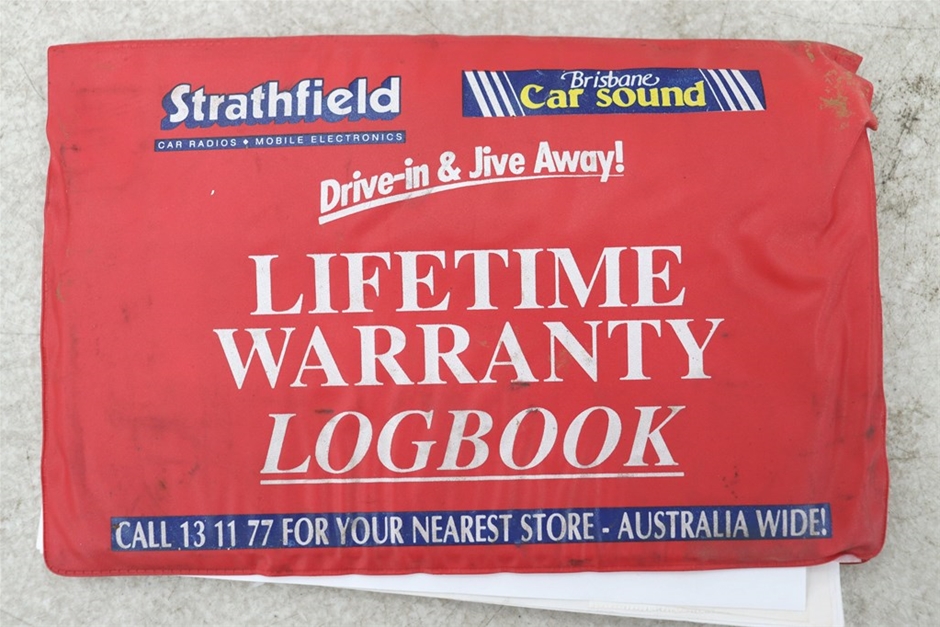 Strathfield
CAR RADIOS ♦ MOBILE ELECTRONICS
Brisbane
Car sound
Drive-in & Jive Away!
LIFETIME
WARRANTY
LOGBOOK
CALL 13 11 77 FOR YOUR NEAREST STORE - AUSTRALIA WIDE!